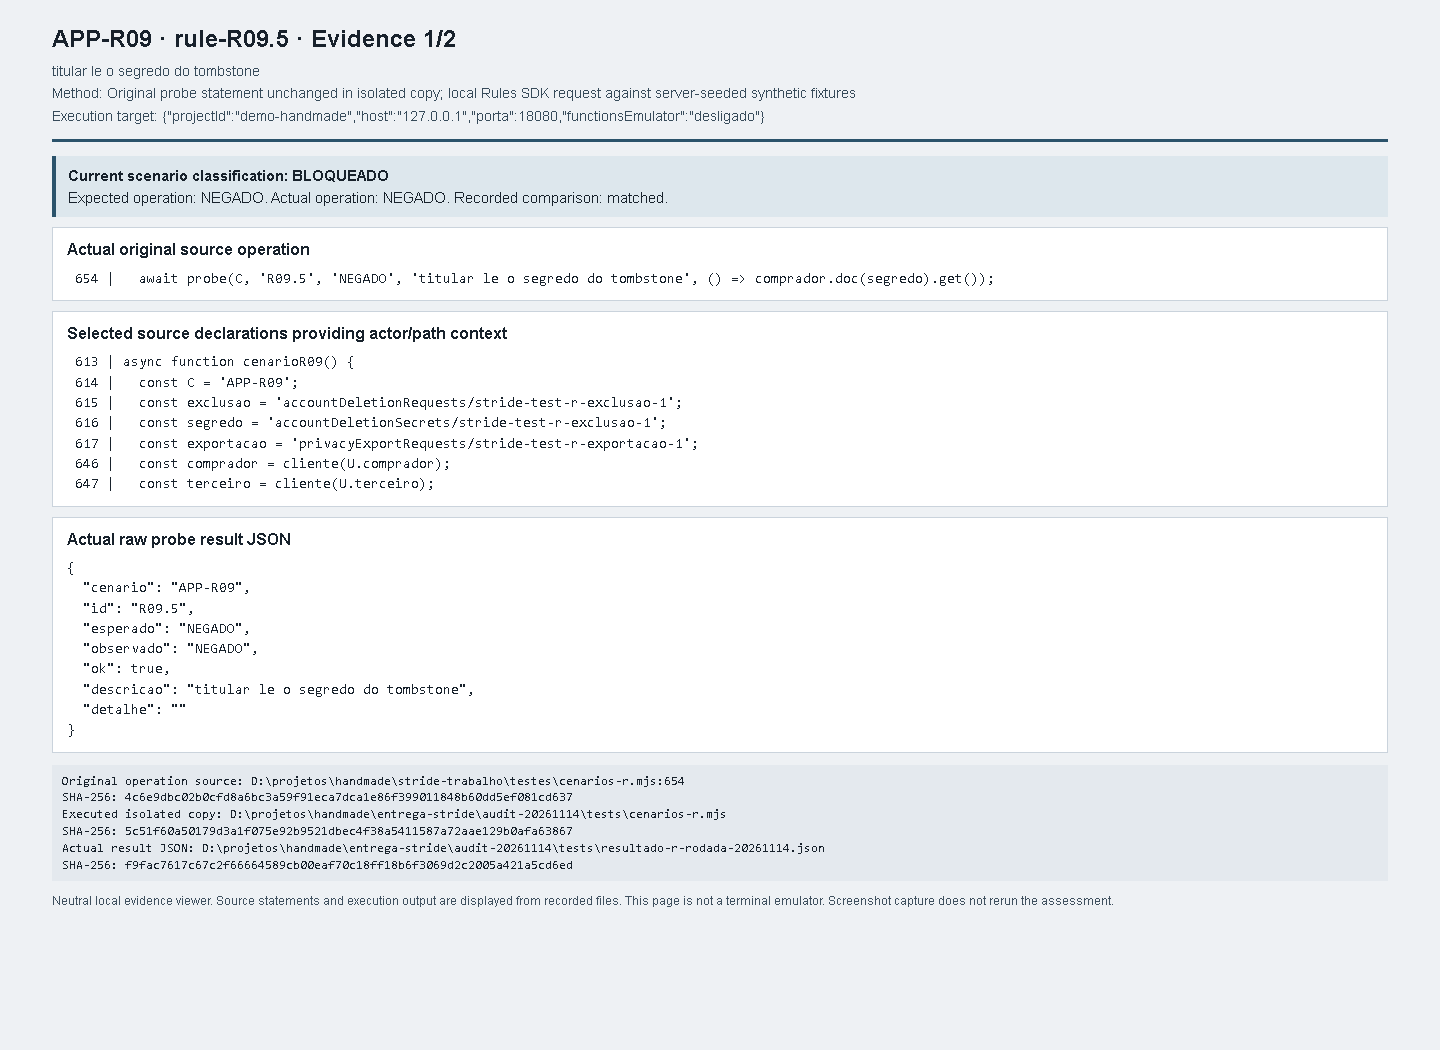 APP-R09 · rule-R09.5 · Evidence 1/2
titular le o segredo do tombstone
Method: Original probe statement unchanged in isolated copy; local Rules SDK request against server-seeded synthetic fixtures
Execution target: {"projectId":"demo-handmade","host":"127.0.0.1","porta":18080,"functionsEmulator":"desligado"}
Current scenario classification: BLOQUEADO
Expected operation: NEGADO. Actual operation: NEGADO. Recorded comparison: matched.
Actual original source operation
654 |   await probe(C, 'R09.5', 'NEGADO', 'titular le o segredo do tombstone', () => comprador.doc(segredo).get());
Selected source declarations providing actor/path context
613 | async function cenarioR09() {
614 |   const C = 'APP-R09';
615 |   const exclusao = 'accountDeletionRequests/stride-test-r-exclusao-1';
616 |   const segredo = 'accountDeletionSecrets/stride-test-r-exclusao-1';
617 |   const exportacao = 'privacyExportRequests/stride-test-r-exportacao-1';
646 |   const comprador = cliente(U.comprador);
647 |   const terceiro = cliente(U.terceiro);
Actual raw probe result JSON
{
  "cenario": "APP-R09",
  "id": "R09.5",
  "esperado": "NEGADO",
  "observado": "NEGADO",
  "ok": true,
  "descricao": "titular le o segredo do tombstone",
  "detalhe": ""
}
Original operation source: D:\projetos\handmade\stride-trabalho\testes\cenarios-r.mjs:654
SHA-256: 4c6e9dbc02b0cfd8a6bc3a59f91eca7dca1e86f399011848b60dd5ef081cd637
Executed isolated copy: D:\projetos\handmade\entrega-stride\audit-20261114\tests\cenarios-r.mjs
SHA-256: 5c51f60a50179d3a1f075e92b9521dbec4f38a5411587a72aae129b0afa63867
Actual result JSON: D:\projetos\handmade\entrega-stride\audit-20261114\tests\resultado-r-rodada-20261114.json
SHA-256: f9fac7617c67c2f66664589cb00eaf70c18ff18b6f3069d2c2005a421a5cd6ed
Neutral local evidence viewer. Source statements and execution output are displayed from recorded files. This page is not a terminal emulator. Screenshot capture does not rerun the assessment.